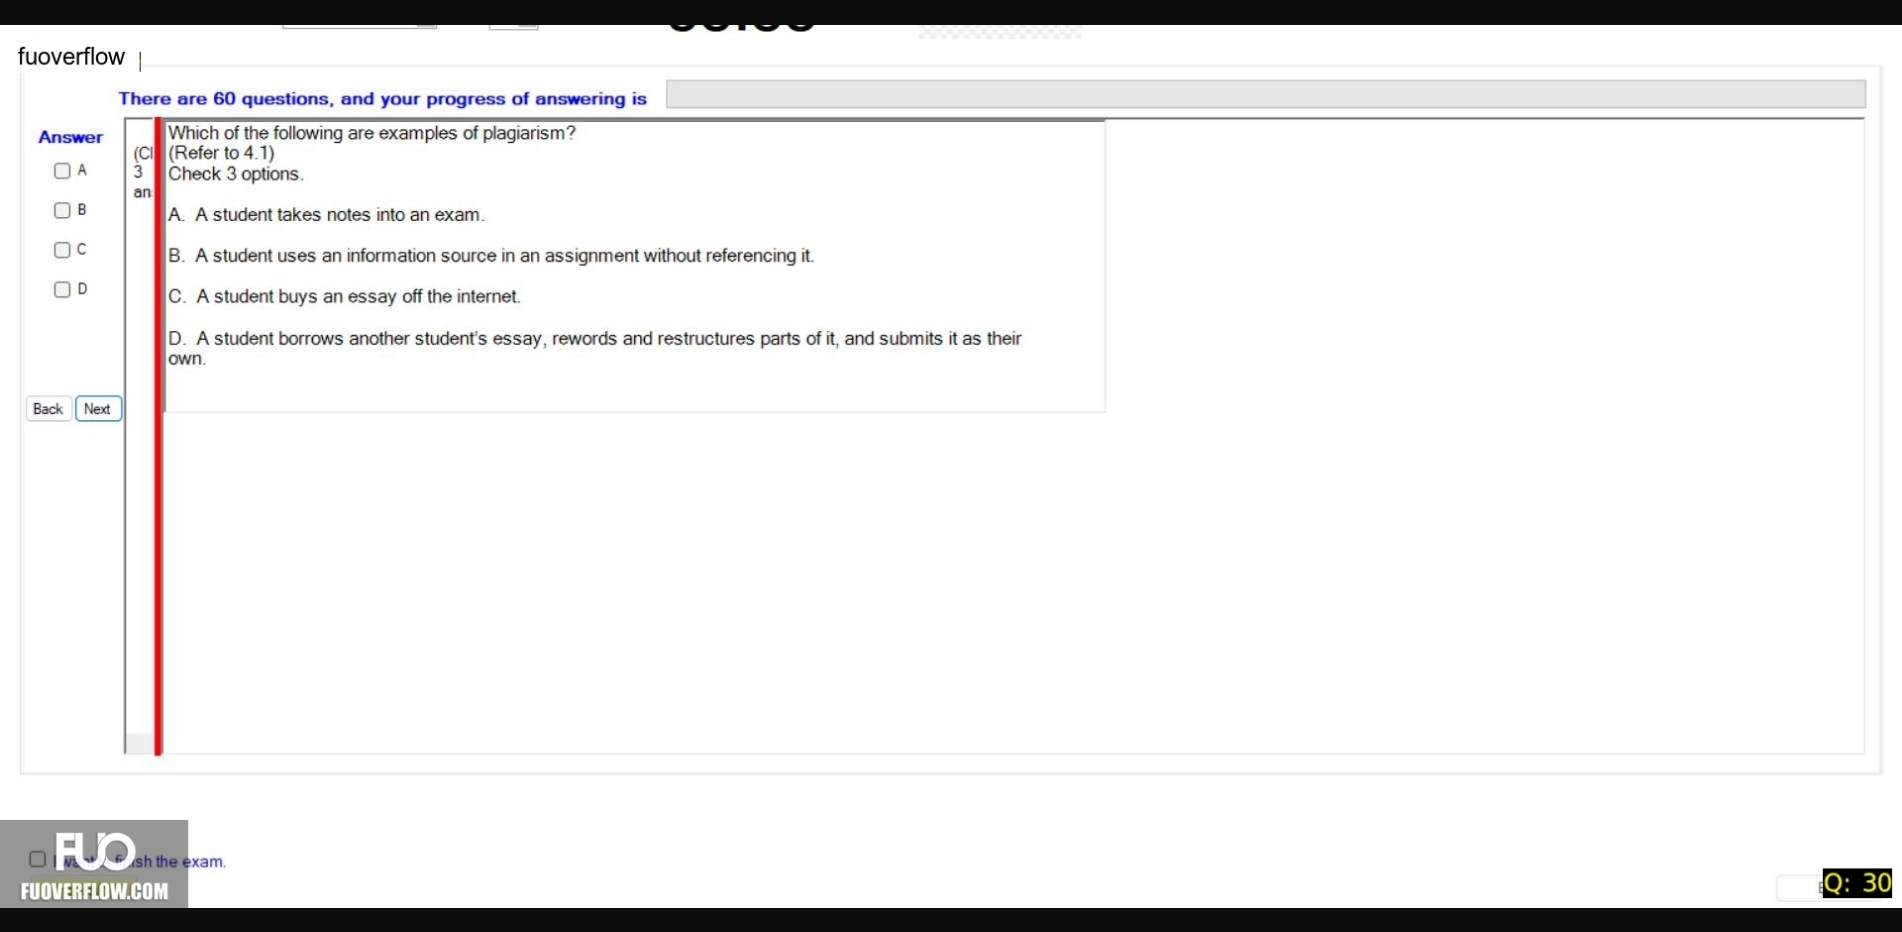 fuoverflow
There are 60 questions, and your progress of answering is
Answer
A
B
C
D
Back
Next
(Cl
3
an
Which of the following are examples of plagiarism?
(Refer to 4.1)
Check 3 options.
A. A student takes notes into an exam.
B. A student uses an information source in an assignment without referencing it.
C. A student buys an essay off the internet.
D. A student borrows another student's essay, rewords and restructures parts of it, and submits it as their
own.
FUO
the exam.
FUOVERFLOW.COM
Q: 30